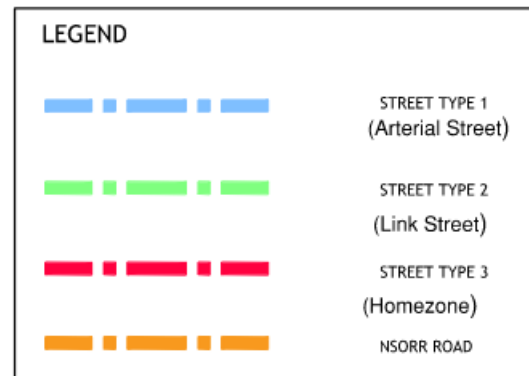 LEGEND
STREET TYPE 1
(Arterial Street)
STREET TYPE 2
(Link Street)
STREET TYPE 3
(Homezone)
NSORR ROAD